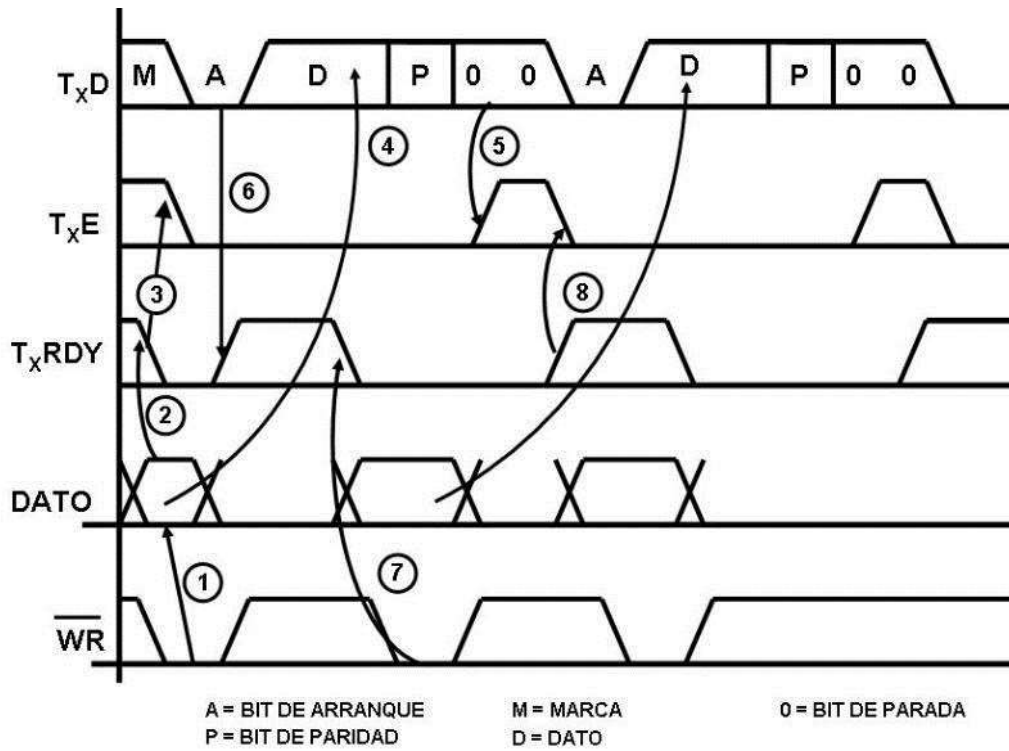 TXD M A D P 0 0 A D P 0 0
4
5
6
TXE
3
8
TXRDY
2
DATO
1
7
WR
A = BIT DE ARRANQUE M = MARCA 0 = BIT DE PARADA
P = BIT DE PARIDAD D = DATO